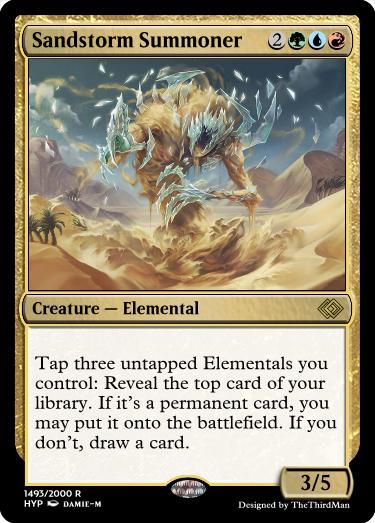 Sandstorm Summoner 2
Creature — Elemental
Tap three untapped Elementals you
control: Reveal the top card of your
library. If it's a permanent card, you
may put it onto the battlefield. If you
don't, draw a card.
3/5
1493/2000 R
HYP DAMIE-M
Designed by TheThirdMan